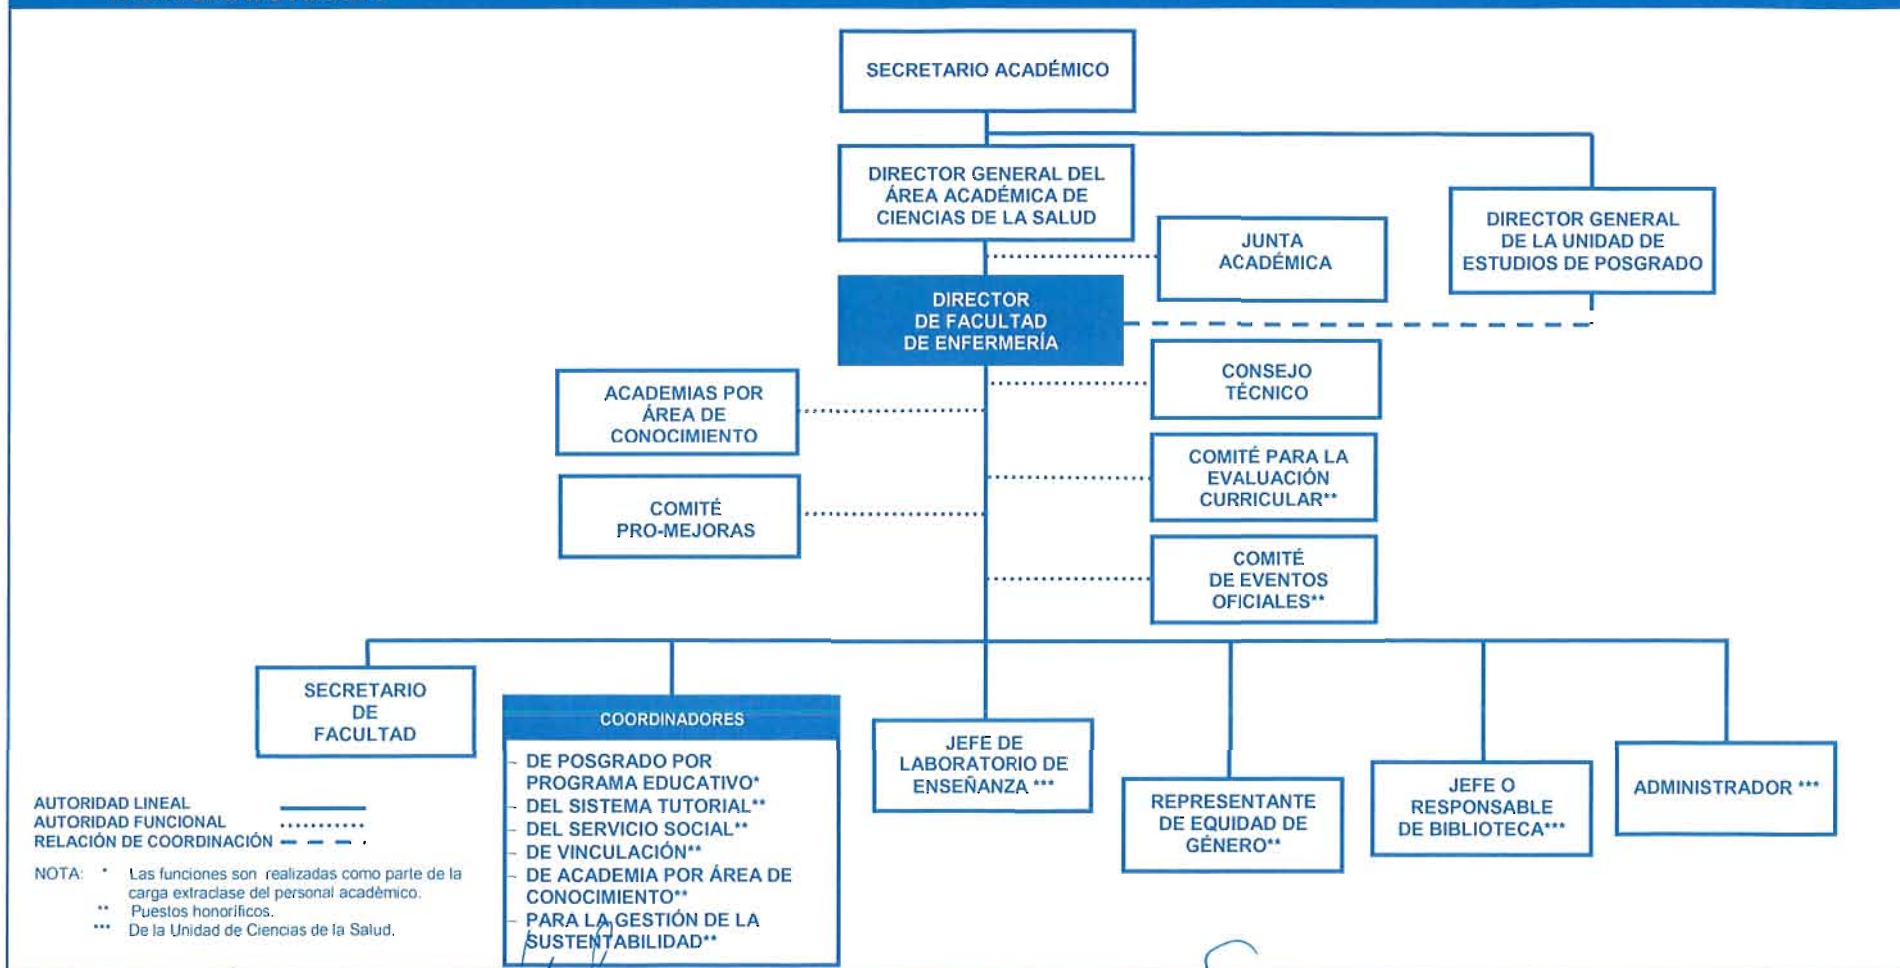 SECRETARIO ACADÉMICO
DIRECTOR GENERAL DEL
ÁREA ACADÉMICA DE
CIENCIAS DE LA SALUD
DIRECTOR GENERAL
DE LA UNIDAD DE
ESTUDIOS DE POSGRADO
JUNTA
ACADÉMICA
DIRECTOR
DE FACULTAD
DE ENFERMERÍA
CONSEJO
TÉCNICO
ACADEMIAS POR
ÁREA DE
CONOCIMIENTO
COMITÉ PARA LA
EVALUACIÓN
CURRICULAR**
COMITÉ
PRO-MEJORAS
COMITÉ
DE EVENTOS
OFICIALES**
SECRETARIO
DE
FACULTAD
COORDINADORES
– DE POSGRADO POR
PROGRAMA EDUCATIVO*
– DEL SISTEMA TUTORIAL**
– DEL SERVICIO SOCIAL**
– DE VINCULACIÓN**
– DE ACADEMIA POR ÁREA DE
CONOCIMIENTO**
– PARA LA GESTIÓN DE LA
SUSTENTABILIDAD**
JEFE DE
LABORATORIO DE
ENSEÑANZA ***
REPRESENTANTE
DE EQUIDAD DE
GÉNERO**
JEFE O
RESPONSABLE
DE BIBLIOTECA***
ADMINISTRADOR ***
AUTORIDAD LINEAL
AUTORIDAD FUNCIONAL
RELACIÓN DE COORDINACIÓN
NOTA: * Las funciones son realizadas como parte de la
carga extraclase del personal académico.
** Puestos honoríficos.
*** De la Unidad de Ciencias de la Salud.